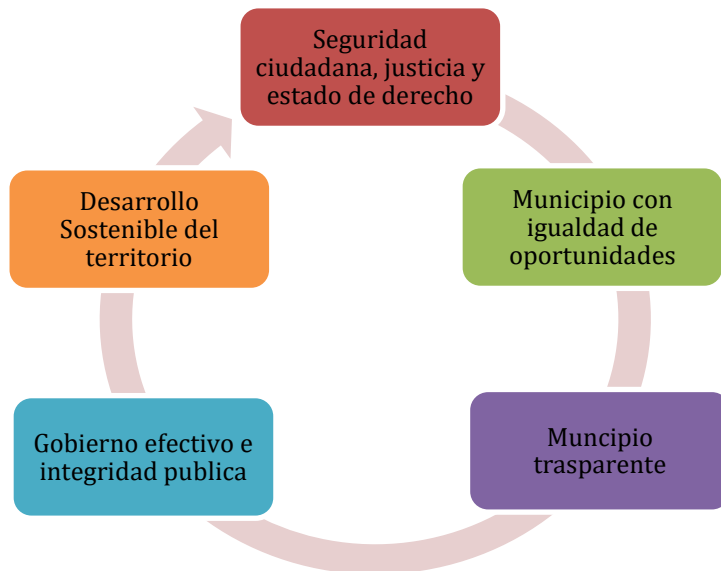 Seguridad
ciudadana, justicia y
estado de derecho
Municipio con
igualdad de
oportunidades
Muncipio
trasparente
Gobierno efectivo e
integridad publica
Desarrollo
Sostenible del
territorio